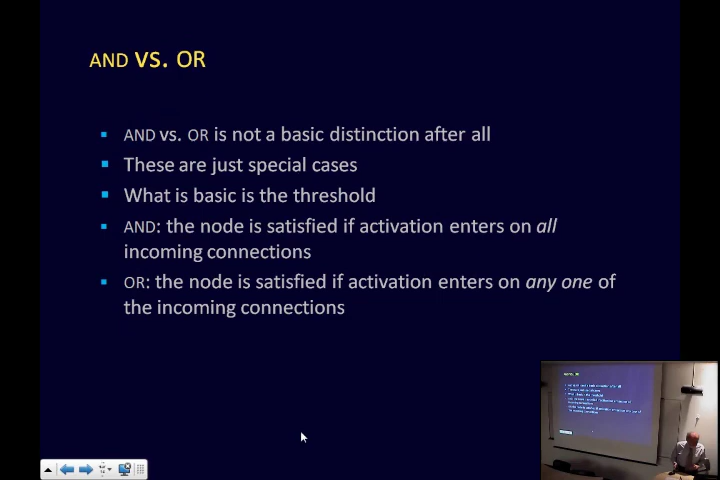 AND vs. OR
AND vs. OR is not a basic distinction after all
These are just special cases
What is basic is the threshold
AND: the node is satisfied if activation enters on all
incoming connections
OR: the node is satisfied if activation enters on any one of
the incoming connections